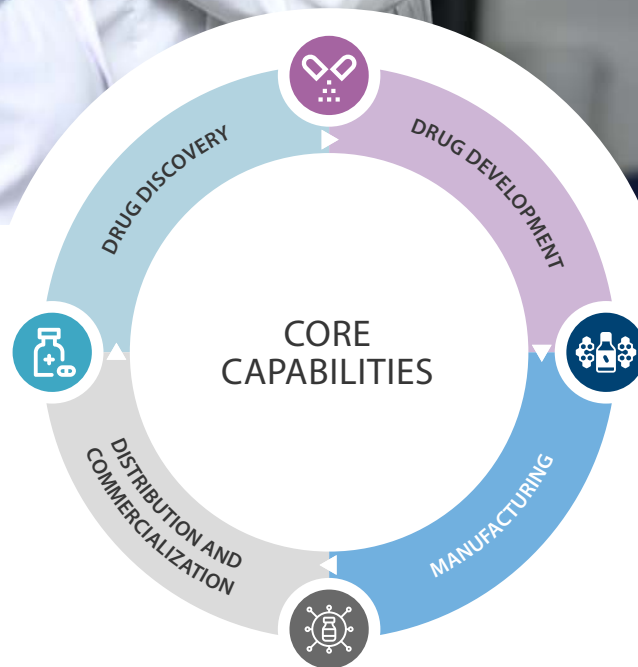 DRUG DISCOVERY
DRUG DEVELOPMENT
CORE
CAPABILITIES
DISTRIBUTION AND
COMMERCIALIZATION
MANUFACTURING